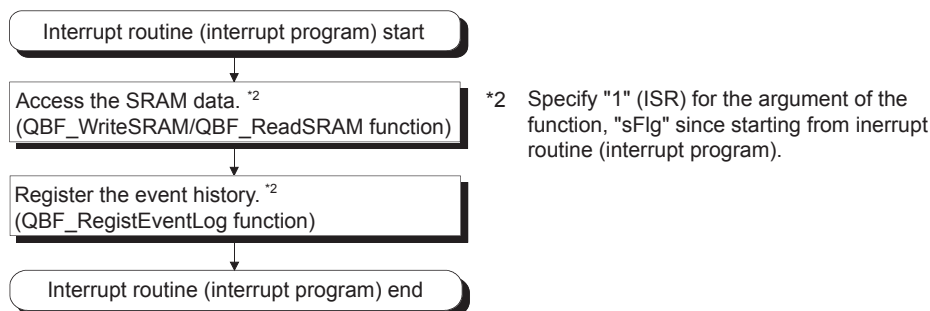 Interrupt routine (interrupt program) start
Access the SRAM data. *2
(QBF_WriteSRAM/QBF_ReadSRAM function)
*2 Specify "1" (ISR) for the argument of the
function, "sFlg" since starting from inerrupt
routine (interrupt program).
Register the event history. *2
(QBF_RegistEventLog function)
Interrupt routine (interrupt program) end